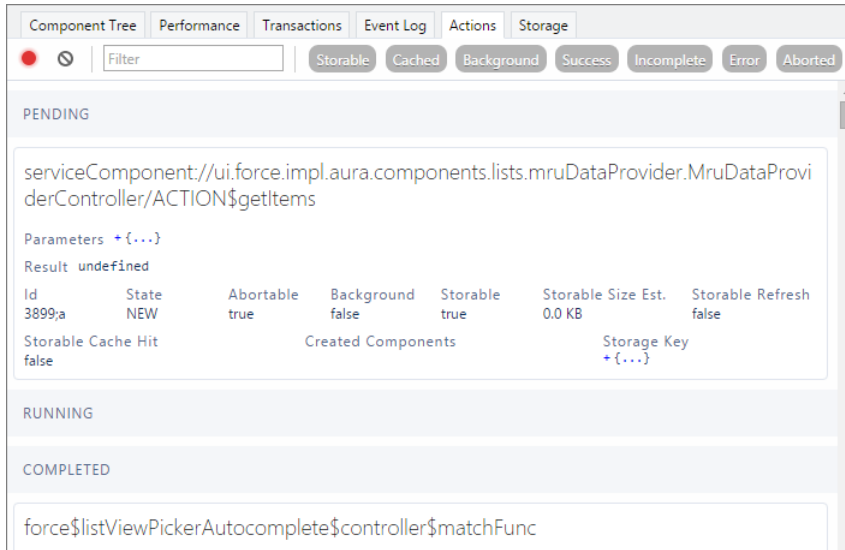 Component Tree Performance Transactions Event Log Actions Storage
Filter Storable Cached Background Success Incomplete Error Aborted
PENDING
serviceComponent://ui.force.impl.aura.components.lists.mruDataProvider.MruDataProvi
derController/ACTION$getItems
Parameters +{...}
Result undefined
Id State Abortable Background Storable Storable Size Est. Storable Refresh
3899;a NEW true false true 0.0 KB false
Storable Cache Hit Created Components Storage Key
false +{...}
RUNNING
COMPLETED
force$listViewPickerAutocomplete$controller$matchFunc